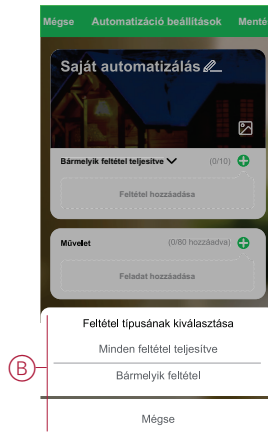 Mégse Automatizáció beállítások Menté
Saját automatizálás
Bármelyik feltétel teljesítve (0/10)
Feltétel hozzáadása
Művelet (0/80 hozzáadva)
Feladat hozzáadása
Feltétel típusának kiválasztása
Minden feltétel teljesítve
B
Bármelyik feltétel
Mégse